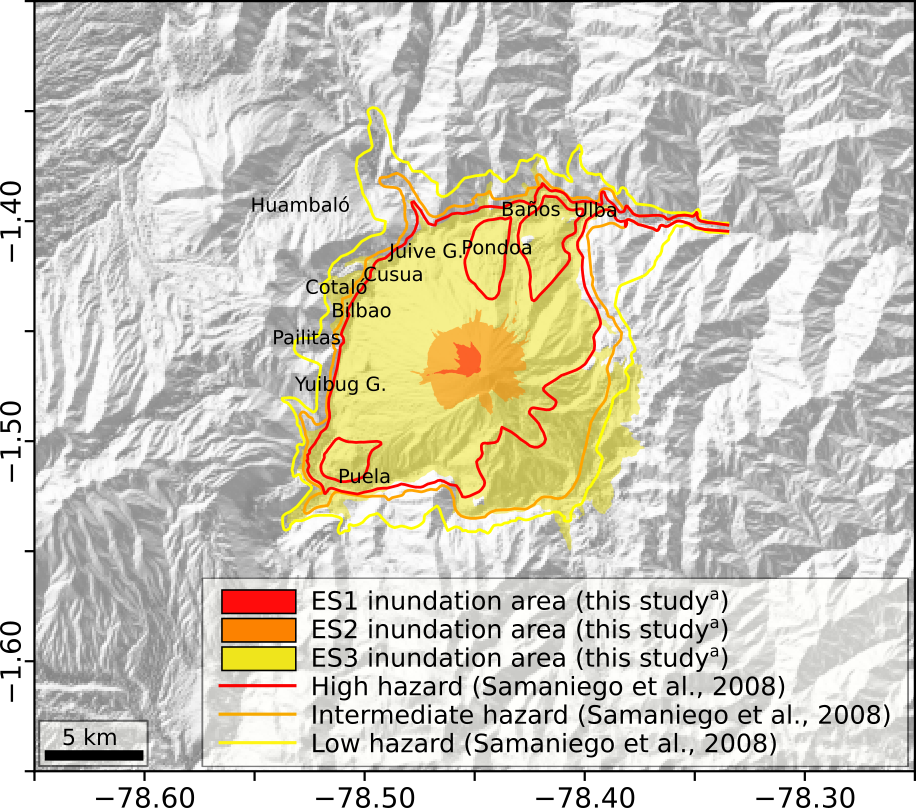 −1.40
−1.50
−1.60
Huambaló
Baños
Ulba
Juive G.
Pondoa
Cusua
Cotaló
Bilbao
Pailitas
Yuibug G.
Puela
ES1 inundation area (this studyᵃ)
ES2 inundation area (this studyᵃ)
ES3 inundation area (this studyᵃ)
High hazard (Samaniego et al., 2008)
Intermediate hazard (Samaniego et al., 2008)
Low hazard (Samaniego et al., 2008)
5 km
−78.60
−78.50
−78.40
−78.30